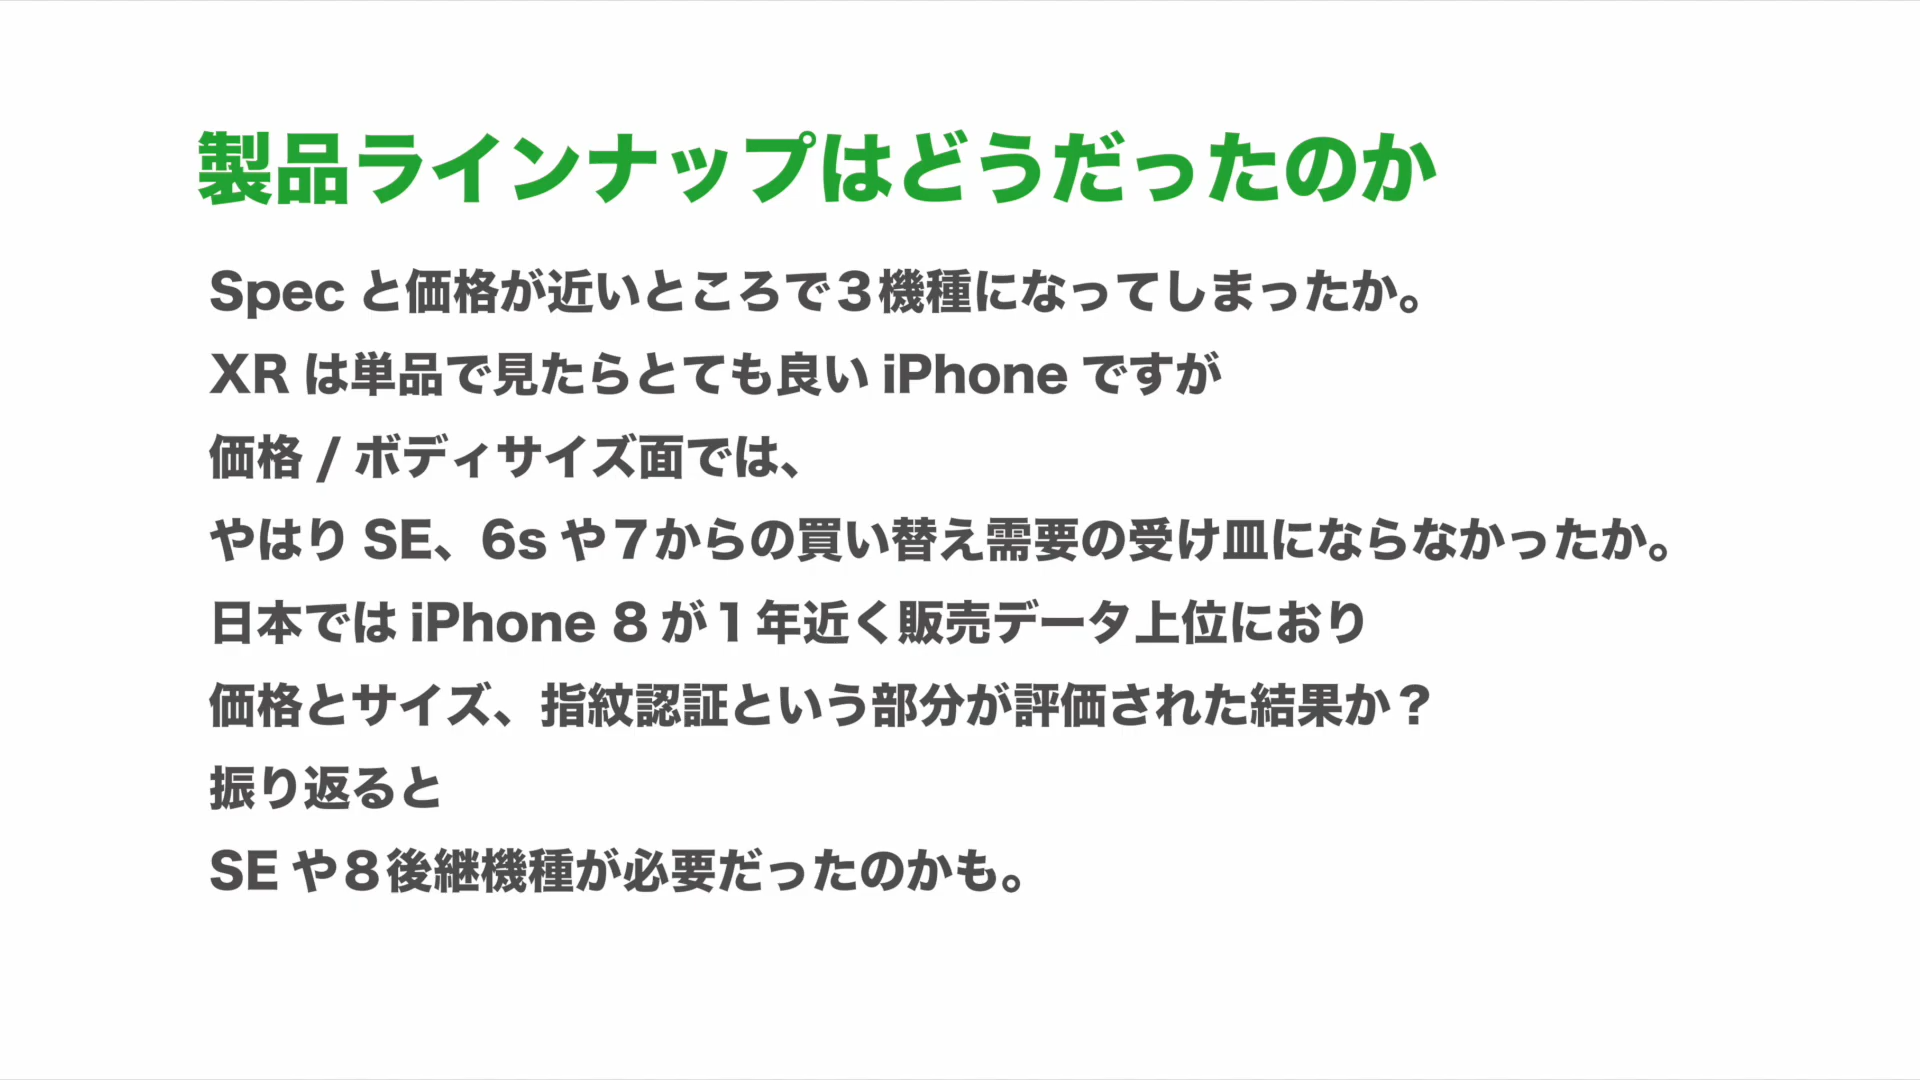 製品ラインナップはどうだったのか
Spec と価格が近いところで３機種になってしまったか。
XR は単品で見たらとても良い iPhone ですが
価格 / ボディサイズ面では、
やはり SE、6s や７からの買い替え需要の受け皿にならなかったか。
日本では iPhone 8 が１年近く販売データ上位におり
価格とサイズ、指紋認証という部分が評価された結果か？
振り返ると
SE や８後継機種が必要だったのかも。